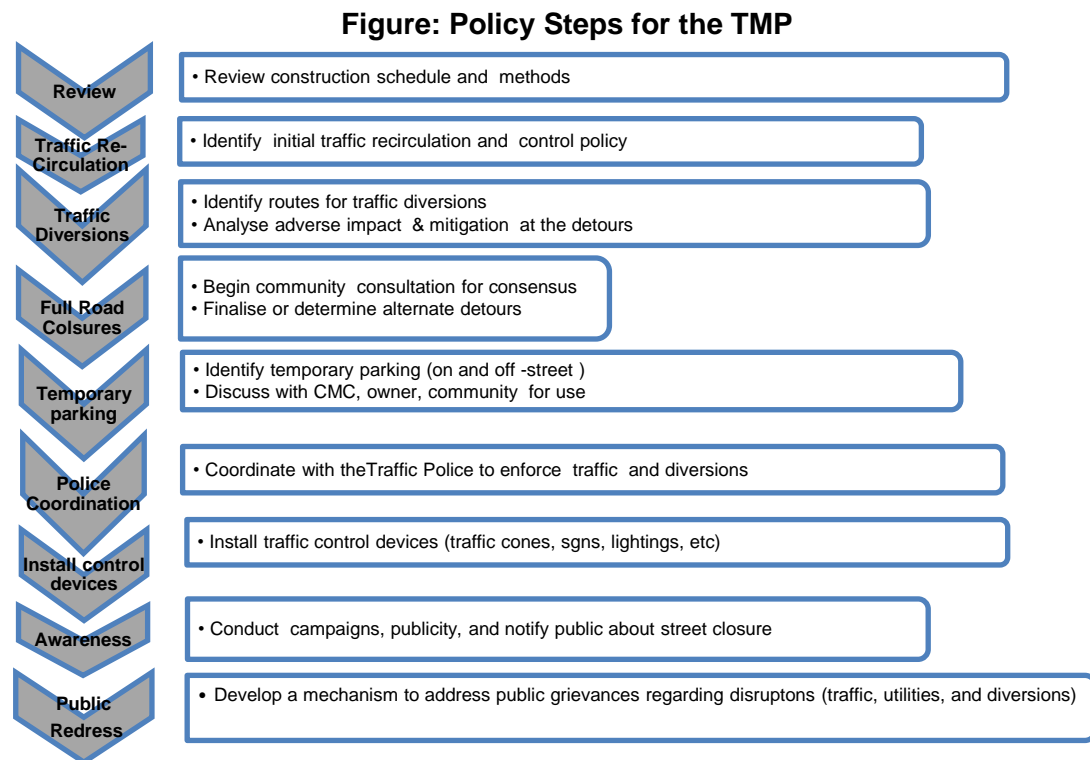 Figure: Policy Steps for the TMP
Review
• Review construction schedule and methods
Traffic Re-
Circulation
• Identify initial traffic recirculation and control policy
Traffic
Diversions
• Identify routes for traffic diversions
• Analyse adverse impact & mitigation at the detours
Full Road
Colsures
• Begin community consultation for consensus
• Finalise or determine alternate detours
Temporary
parking
• Identify temporary parking (on and off -street )
• Discuss with CMC, owner, community for use
Police
Coordination
• Coordinate with theTraffic Police to enforce traffic and diversions
Install control
devices
• Install traffic control devices (traffic cones, sgns, lightings, etc)
Awareness
• Conduct campaigns, publicity, and notify public about street closure
Public
Redress
• Develop a mechanism to address public grievances regarding disruptons (traffic, utilities, and diversions)